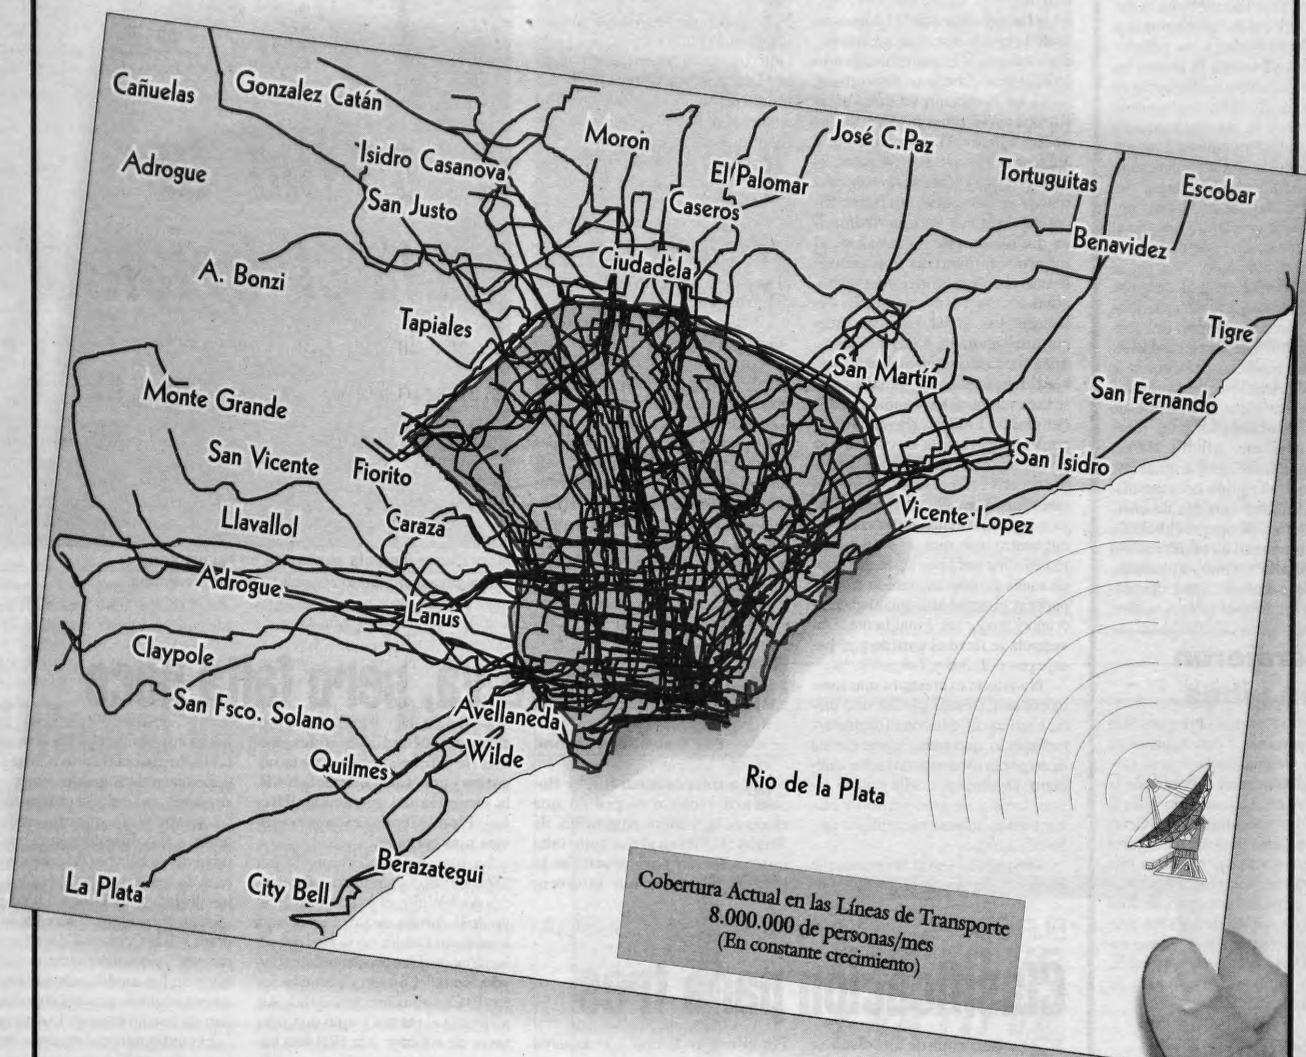 Cañuelas
Gonzalez Catán
Moron
José C.Paz
Adrogue
Isidro Casanova
El Palomar
Tortuguitas
Escobar
San Justo
Caseros
Benavidez
A. Bonzi
Ciudadela
Tapiales
Tigre
San Martín
Monte Grande
San Fernando
San Vicente
Fiorito
San Isidro
Llavallol
Caraza
Vicente Lopez
Adrogue
Lanus
Claypole
San Fsco. Solano
Avellaneda
Wilde
Quilmes
Rio de la Plata
Berazategui
La Plata
City Bell
Cobertura Actual en las Líneas de Transporte
8.000.000 de personas/mes
(En constante crecimiento)